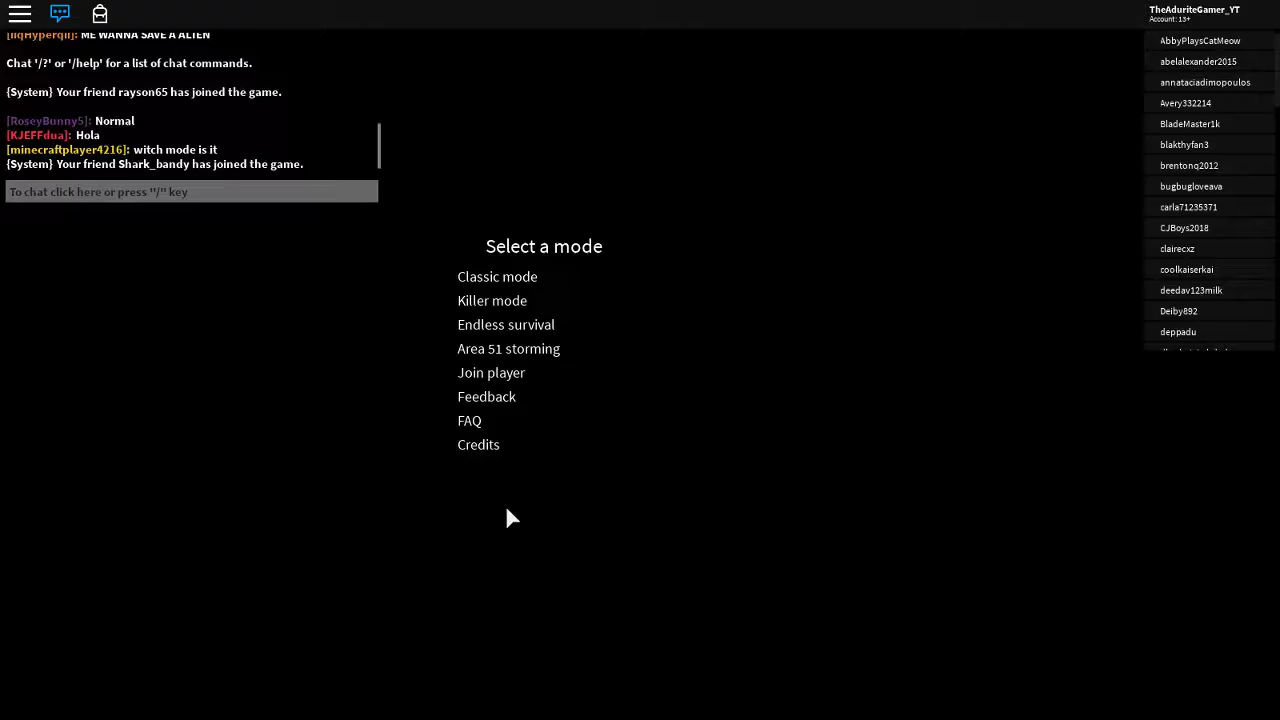 TheAduriteGamer_YT
Account: 13+
ME WANNA SAVE A ALIEN
Chat '/?' or '/help' for a list of chat commands.
{System} Your friend rayson65 has joined the game.
[RoseyBunny5]: Normal
[KJEFFdua]: Hola
[minecraftplayer4216]: witch mode is it
{System} Your friend Shark_bandy has joined the game.
To chat click here or press "/" key
Select a mode
Classic mode
Killer mode
Endless survival
Area 51 storming
Join player
Feedback
FAQ
Credits
AbbyPlaysCatMeow
abelalexander2015
annataciadimopoulos
Avery332214
BladeMaster1k
blakthyfan3
brentonq2012
bugbugloveava
carla71235371
CJBoys2018
clairecxz
coolkaiserkai
deedav123milk
Deiby892
deppadu